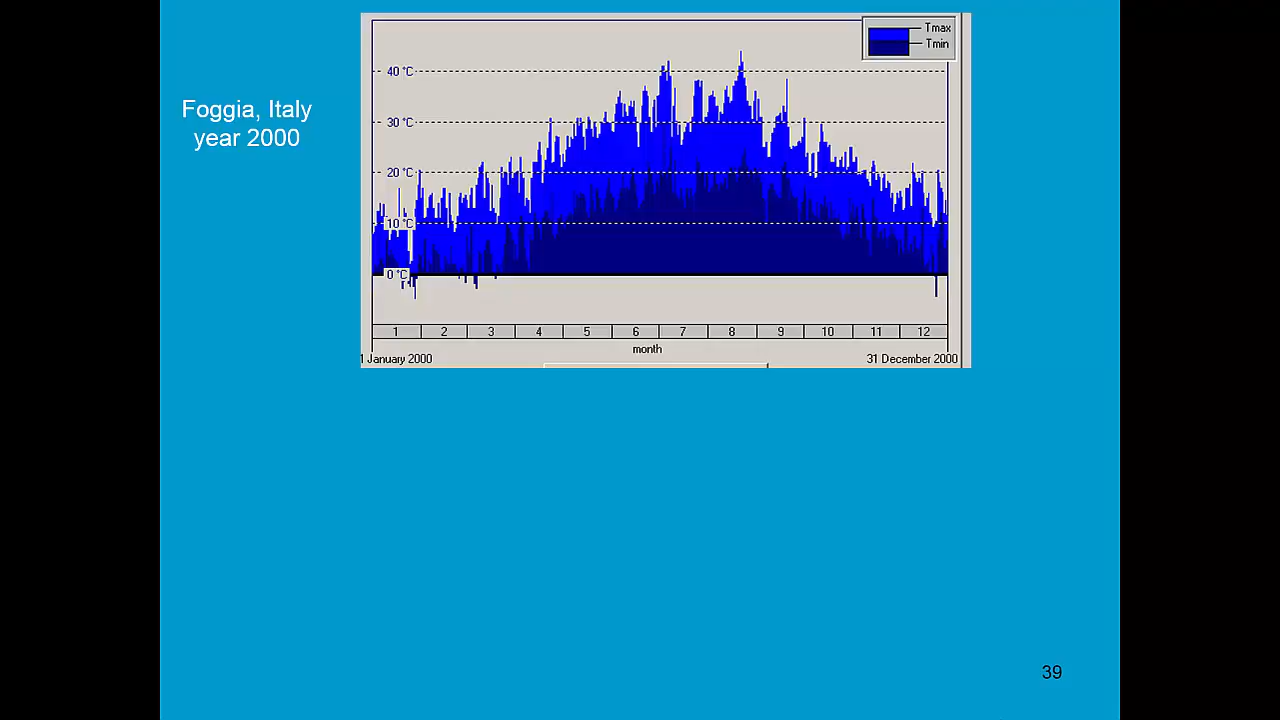 Foggia, Italy
year 2000
Tmax
Tmin
40 °C
30 °C
20 °C
10 °C
0 °C
1 2 3 4 5 6 7 8 9 10 11 12
month
1 January 2000 31 December 2000
39